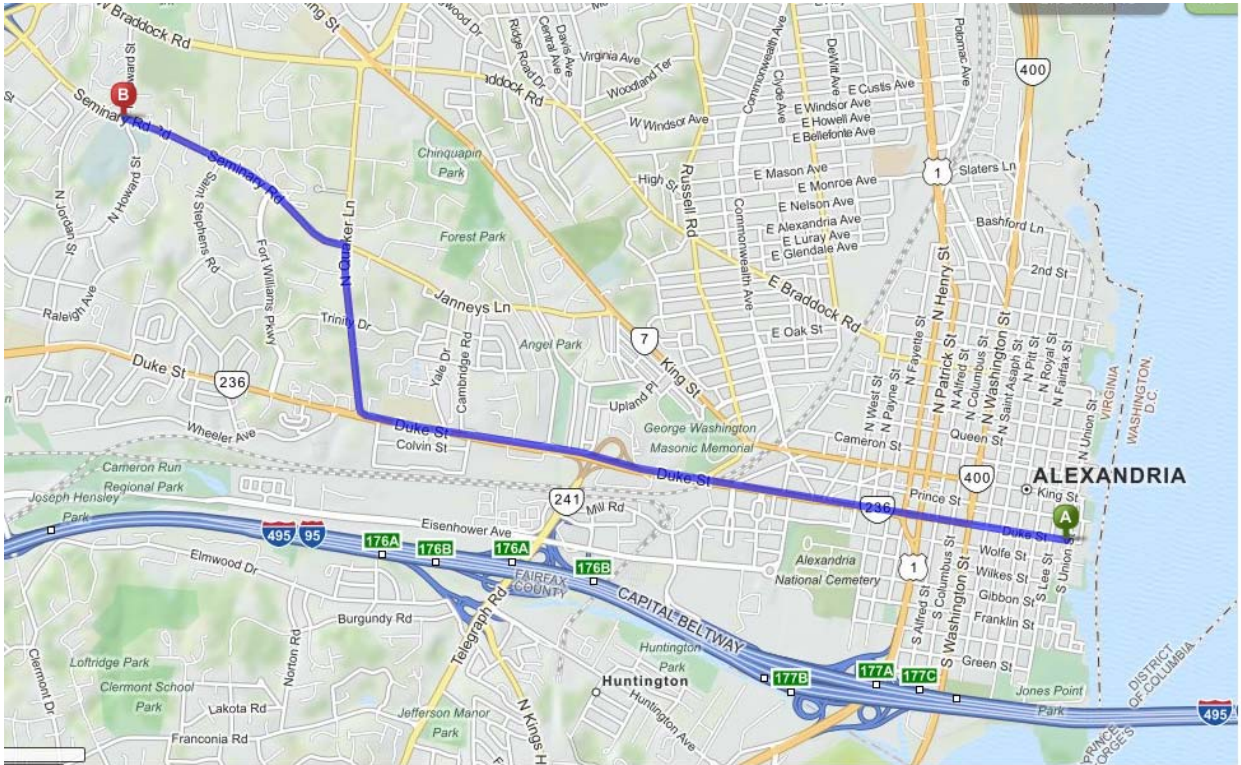 W Braddock Rd
King St
Ridge Road Dr
Central Ave
Davis Ave
Virginia Ave
Woodland Ter
Commonwealth Ave
Clyde Ave
DeWitt Ave
Potomac Ave
400
E Custis Ave
E Windsor Ave
E Howell Ave
E Bellefonte Ave
W Windsor Ave
B
Seminary Rd
Seminary Rd
N Howard St
N Jordan St
Saint Stephens Rd
Fort Williams Pkwy
N Quaker Ln
Chinquapin
Park
High St
Russell Rd
E Mason Ave
E Monroe Ave
E Nelson Ave
E Alexandria Ave
E Luray Ave
E Glendale Ave
Commonwealth Ave
1
Slaters Ln
Bashford Ln
2nd St
Forest Park
Raleigh Ave
Trinity Dr
Janneys Ln
Angel Park
7
King St
E Braddock Rd
E Oak St
N Henry St
N Patrick St
N Fayette St
N Alfred St
N Columbus St
N Washington St
N Saint Asaph St
N Pitt St
N Royal St
N Fairfax St
N Union St
VIRGINIA
WASHINGTON,
D.C.
Duke St
236
Yale Dr
Cambridge Rd
Upland Pl
N West St
N Payne St
Wheeler Ave
Duke St
Colvin St
George Washington
Masonic Memorial
Cameron St
Queen St
400
ALEXANDRIA
King St
Prince St
Cameron Run
Regional Park
Joseph Hensley
Park
Duke St
241
Mill Rd
236
Duke St
A
Eisenhower Ave
495
95
176A
176B
176A
176B
FAIRFAX
COUNTY
CAPITAL BELTWAY
Alexandria
National Cemetery
1
Wolfe St
Wilkes St
Gibbon St
Franklin St
Green St
S Lee St
S Union St
S Alfred St
S Columbus St
S Washington St
Elmwood Dr
Burgundy Rd
Telegraph Rd
Norton Rd
Clermont Dr
Loftridge Park
Clermont School
Park
Lakota Rd
Franconia Rd
Jefferson Manor
Park
N Kings H
Huntington
Huntington Ave
Huntington
Park
177B
177A
177C
Jones Point
Park
DISTRICT
OF COLUMBIA
495